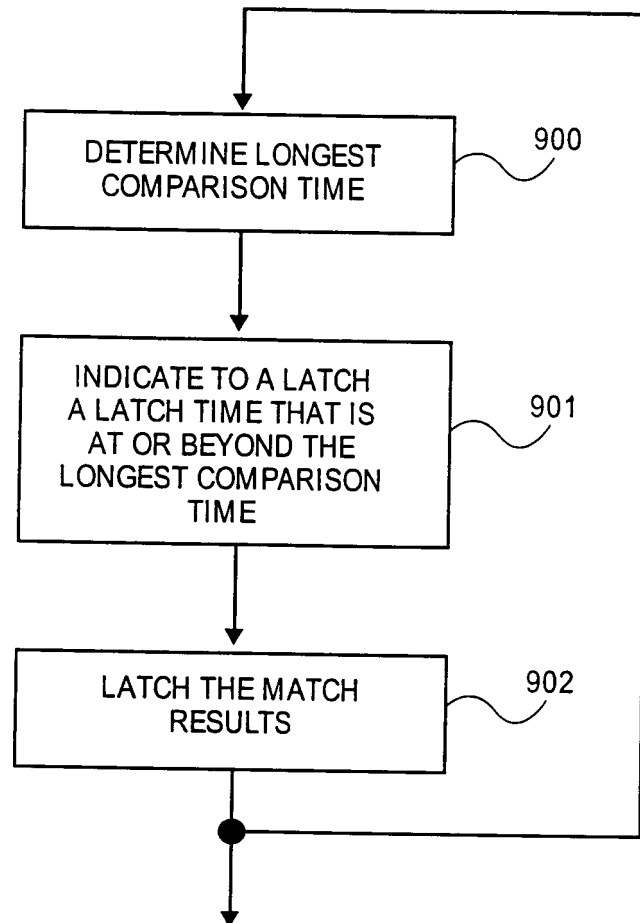 DETERMINE LONGEST
COMPARISON TIME
900
INDICATE TO A LATCH
A LATCH TIME THAT IS
AT OR BEYOND THE
LONGEST COMPARISON
TIME
901
LATCH THE MATCH
RESULTS
902